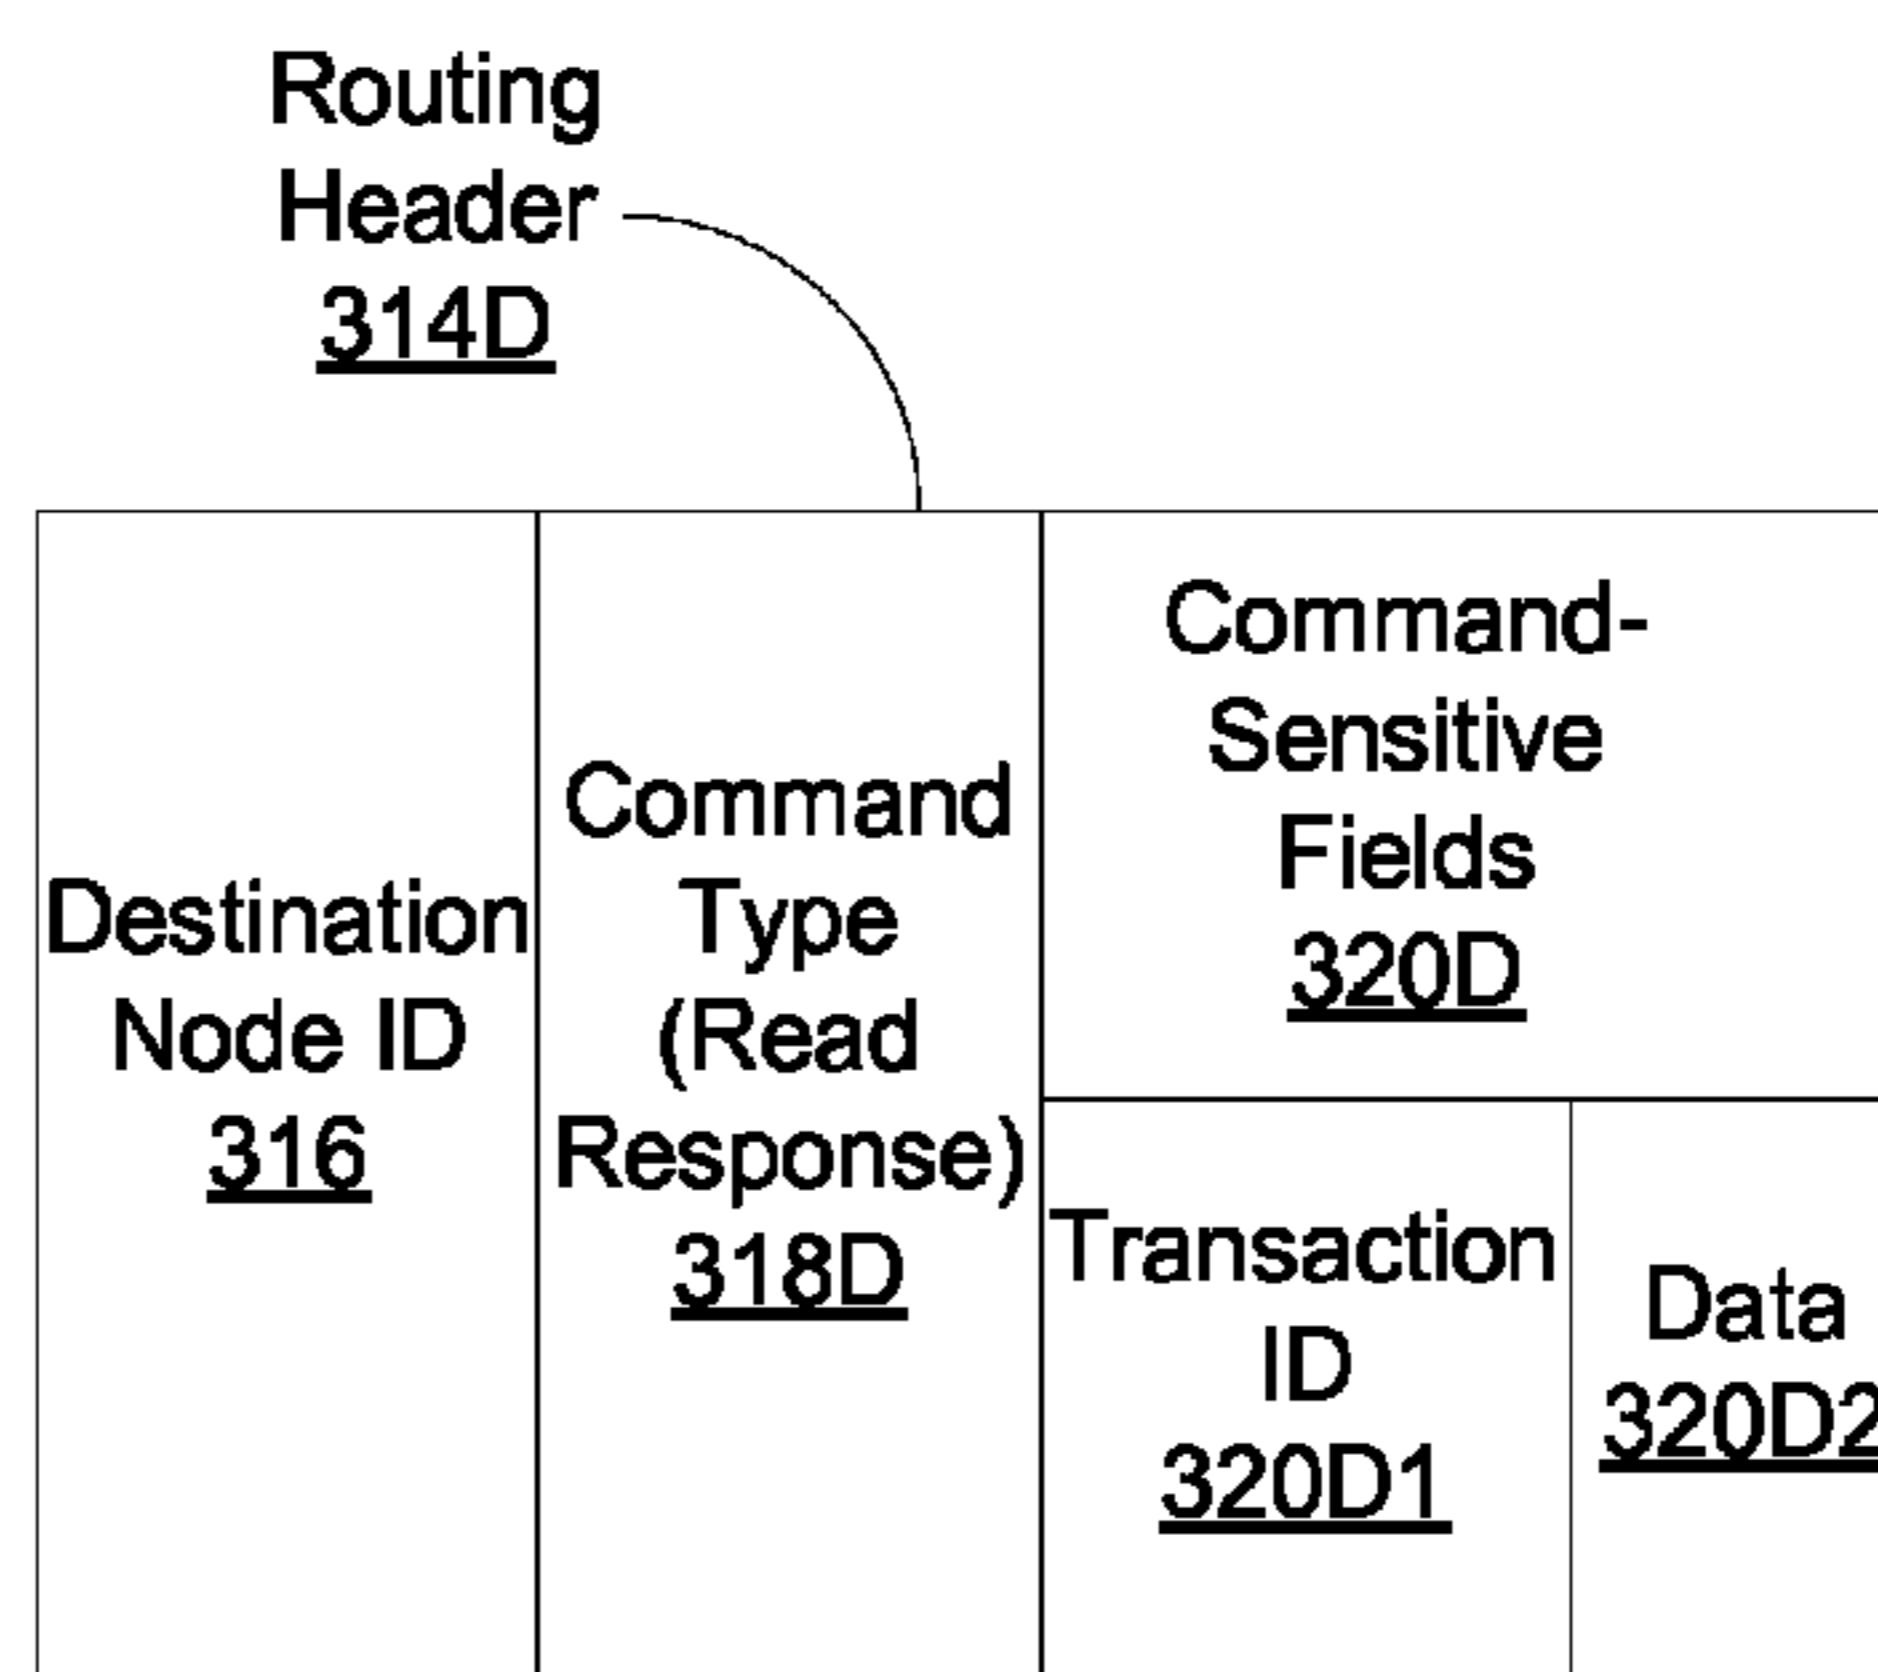 Routing
Header
314D
Destination
Node ID
316
Command
Type
(Read
Response)
318D
Command-
Sensitive
Fields
320D
Transaction
ID
320D1
Data
320D2